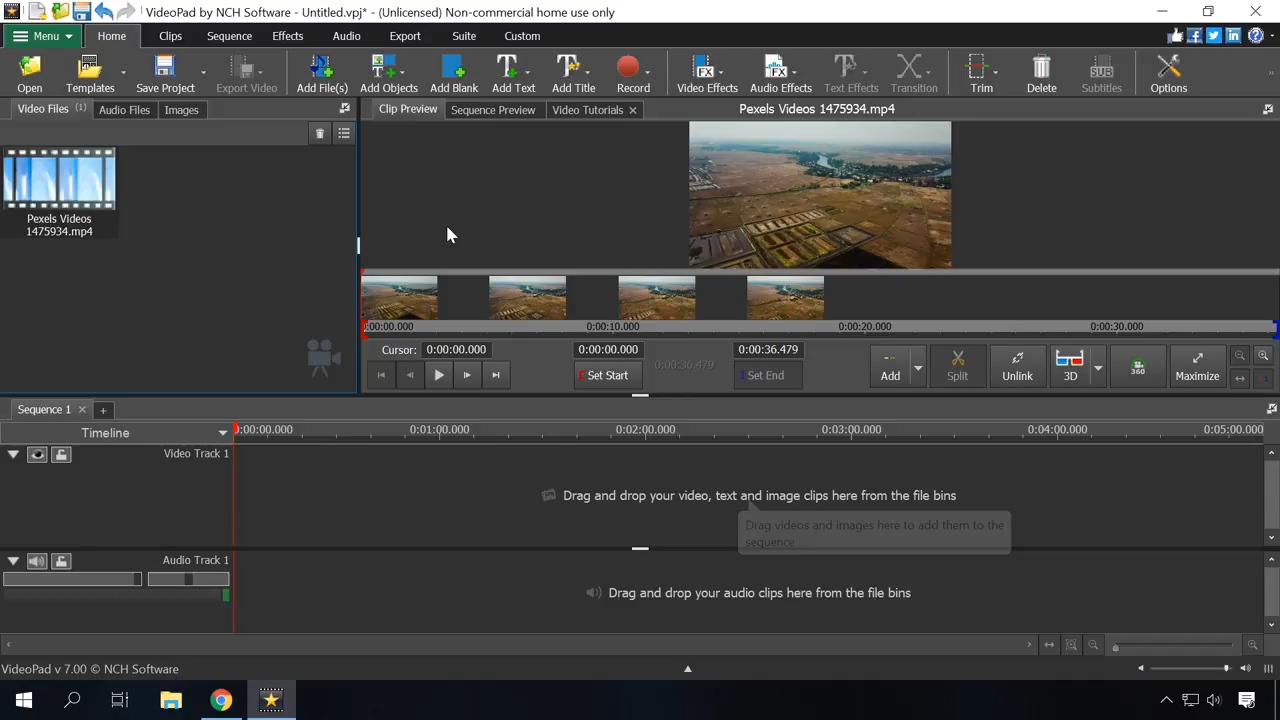 VideoPad by NCH Software - Untitled.vpj* - (Unlicensed) Non-commercial home use only
Menu Home Clips Sequence Effects Audio Export Suite Custom
Open Templates Save Project Export Video Add File(s) Add Objects Add Blank Add Text Add Title Record Video Effects Audio Effects Text Effects Transition Trim Delete Subtitles Options
Video Files (1) Audio Files Images
Clip Preview Sequence Preview Video Tutorials Pexels Videos 1475934.mp4
Pexels Videos
1475934.mp4
0:00:00.000 0:00:10.000 0:00:20.000 0:00:30.000
Cursor: 0:00:00.000 0:00:00.000 0:00:36.479 0:00:36.479
Set Start Set End Add Split Unlink 3D 360 Maximize
Sequence 1
Timeline 0:00:00.000 0:01:00.000 0:02:00.000 0:03:00.000 0:04:00.000 0:05:00.000
Video Track 1
Drag and drop your video, text and image clips here from the file bins
Drag videos and images here to add them to the
sequence
Audio Track 1
Drag and drop your audio clips here from the file bins
VideoPad v 7.00 © NCH Software